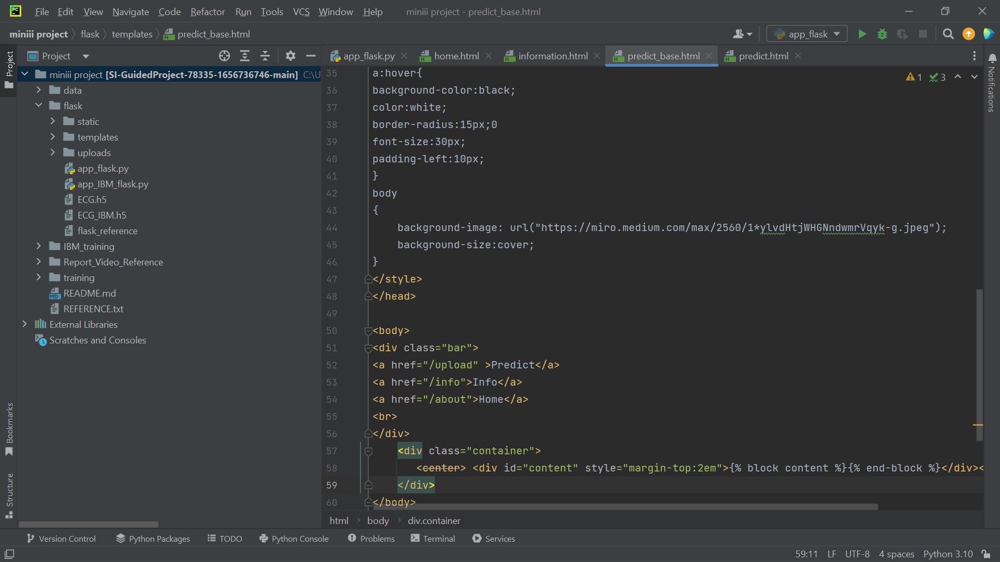 PC File Edit View Navigate Code Refactor Run Tools VCS Window Help miniii project - predict_base.html
miniii project flask templates predict_base.html app_flask
Project app_flask.py home.html information.html predict_base.html predict.html
Project
Notifications
Bookmarks
Structure
miniii project [SI-GuidedProject-78335-1656736746-main] C:\U
data
flask
static
templates
uploads
app_flask.py
app_IBM_flask.py
ECG.h5
ECG_IBM.h5
flask_reference
IBM_training
Report_Video_Reference
training
README.md
REFERENCE.txt
External Libraries
Scratches and Consoles
1 3
35 a:hover{
36 background-color:black;
37 color:white;
38 border-radius:15px;0
39 font-size:30px;
40 padding-left:10px;
41 }
42 body
43 {
44 background-image: url("https://miro.medium.com/max/2560/1*ylvdHtjWHGNndwmrVqyk-g.jpeg");
45 background-size:cover;
46 }
47 </style>
48 </head>
49
50 <body>
51 <div class="bar">
52 <a href="/upload" >Predict</a>
53 <a href="/info">Info</a>
54 <a href="/about">Home</a>
55 <br>
56 </div>
57 <div class="container">
58 <center> <div id="content" style="margin-top:2em">{% block content %}{% end-block %}</div><
59 </div>
60 </body>
html body div.container
Version Control Python Packages TODO Python Console Problems Terminal Services
59:11 LF UTF-8 4 spaces Python 3.10